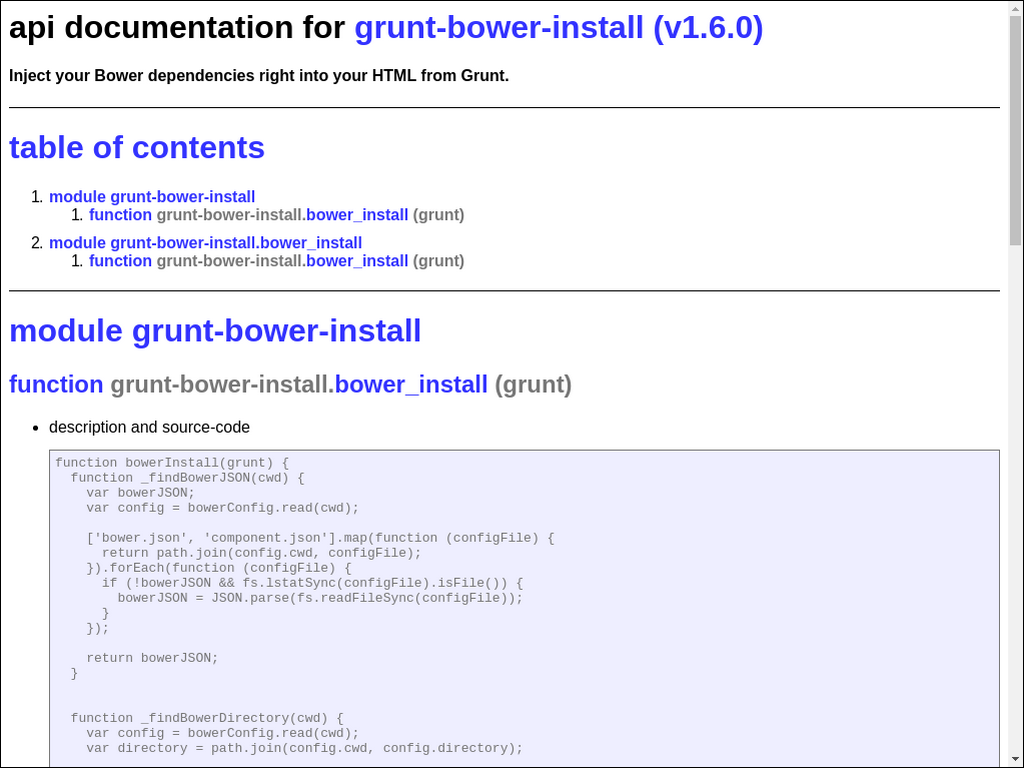 api documentation for grunt-bower-install (v1.6.0)
Inject your Bower dependencies right into your HTML from Grunt.
table of contents
1. module grunt-bower-install
1. function grunt-bower-install.bower_install (grunt)
2. module grunt-bower-install.bower_install
1. function grunt-bower-install.bower_install (grunt)
module grunt-bower-install
function grunt-bower-install.bower_install (grunt)
• description and source-code
function bowerInstall(grunt) {
  function _findBowerJSON(cwd) {
    var bowerJSON;
    var config = bowerConfig.read(cwd);

    ['bower.json', 'component.json'].map(function (configFile) {
      return path.join(config.cwd, configFile);
    }).forEach(function (configFile) {
      if (!bowerJSON && fs.lstatSync(configFile).isFile()) {
        bowerJSON = JSON.parse(fs.readFileSync(configFile));
      }
    });

    return bowerJSON;
  }


  function _findBowerDirectory(cwd) {
    var config = bowerConfig.read(cwd);
    var directory = path.join(config.cwd, config.directory);